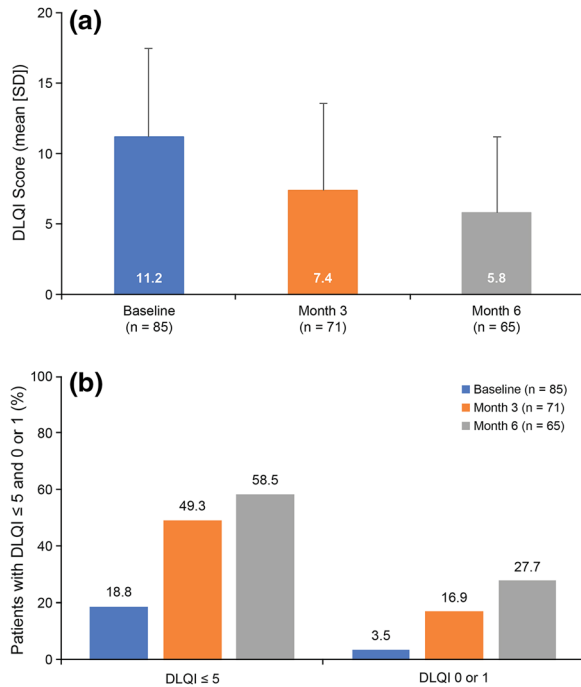 (a)
DLQI Score (mean [SD])
20
15
10
5
0
11.2
7.4
5.8
Baseline
(n = 85)
Month 3
(n = 71)
Month 6
(n = 65)
(b)
Patients with DLQI ≤ 5 and 0 or 1 (%)
100
80
60
40
20
0
Baseline (n = 85)
Month 3 (n = 71)
Month 6 (n = 65)
18.8
49.3
58.5
3.5
16.9
27.7
DLQI ≤ 5
DLQI 0 or 1